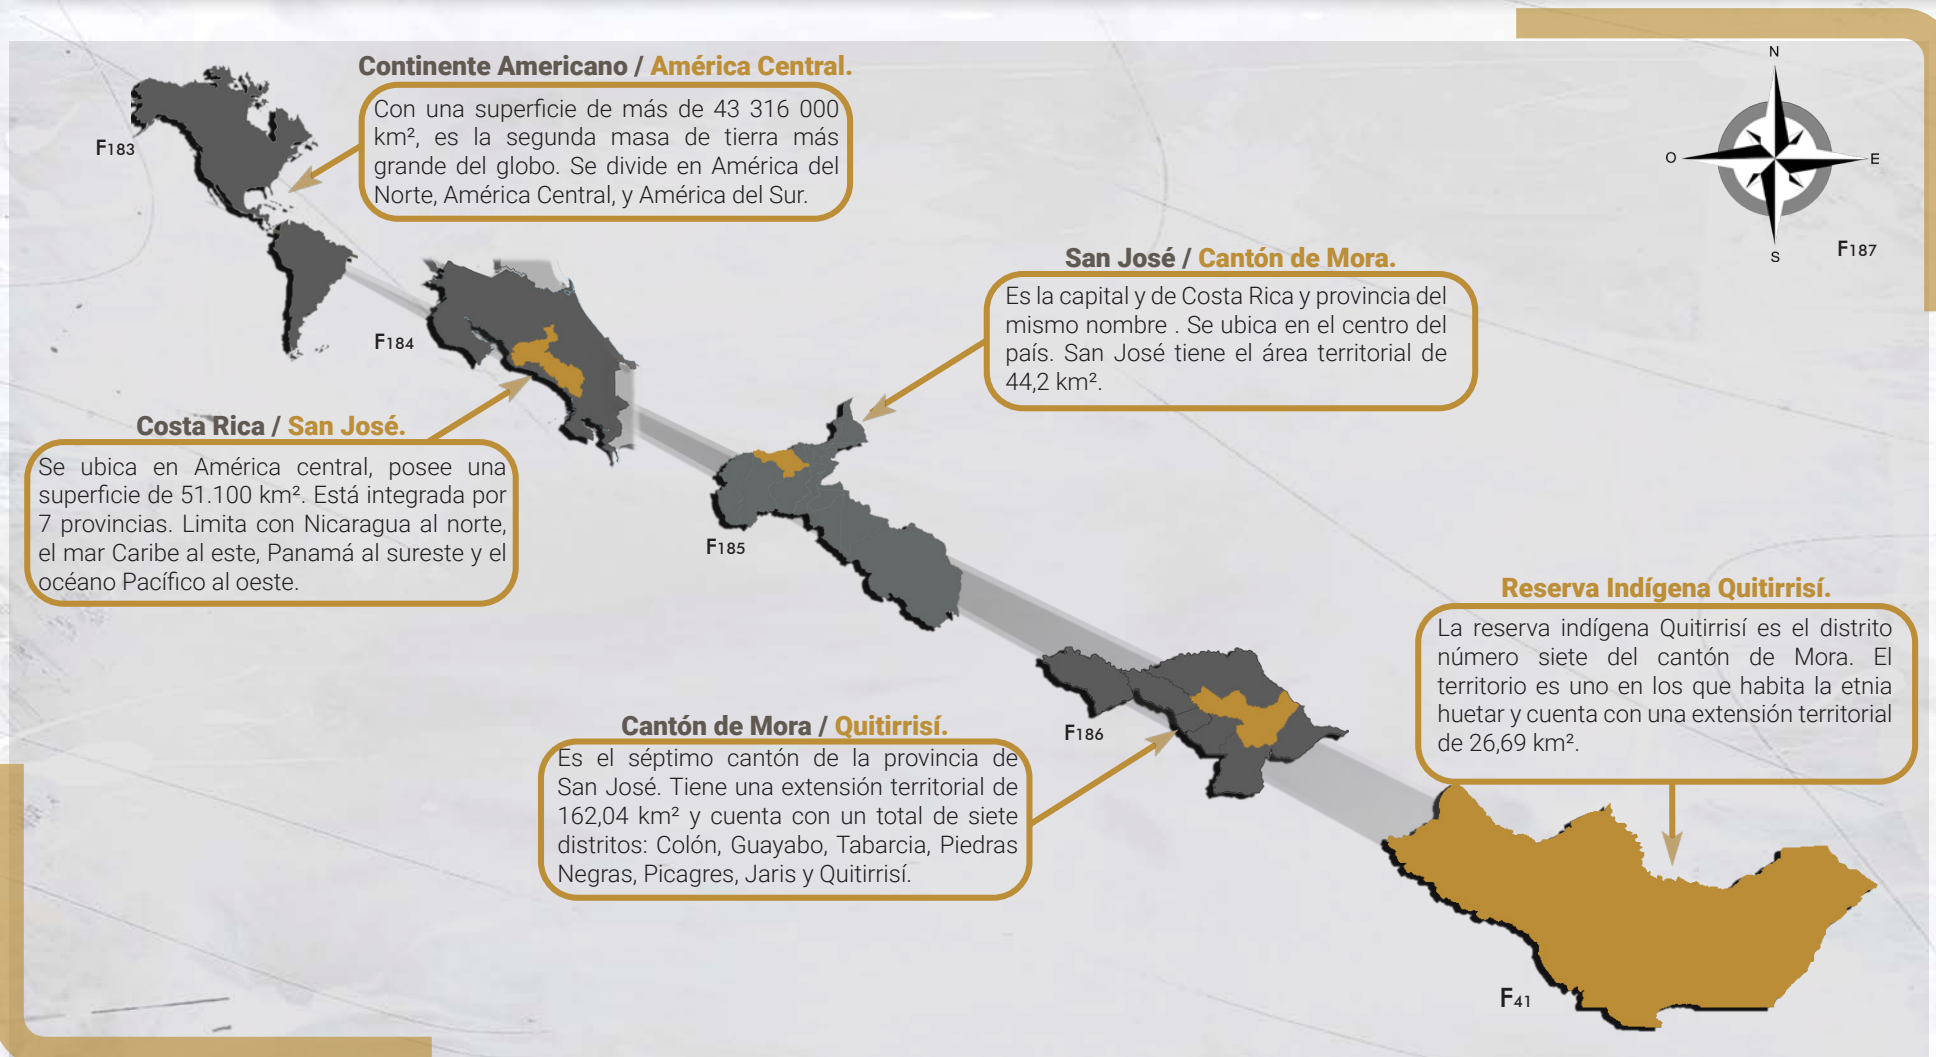 Continente Americano / América Central.
Con una superficie de más de 43 316 000
km², es la segunda masa de tierra más
grande del globo. Se divide en América del
Norte, América Central, y América del Sur.
F183
N
O
E
S
F187
San José / Cantón de Mora.
Es la capital y de Costa Rica y provincia del
mismo nombre . Se ubica en el centro del
país. San José tiene el área territorial de
44,2 km².
F184
Costa Rica / San José.
Se ubica en América central, posee una
superficie de 51.100 km². Está integrada por
7 provincias. Limita con Nicaragua al norte,
el mar Caribe al este, Panamá al sureste y el
océano Pacífico al oeste.
F185
Reserva Indígena Quitirrisí.
La reserva indígena Quitirrisí es el distrito
número siete del cantón de Mora. El
territorio es uno en los que habita la etnia
huetar y cuenta con una extensión territorial
de 26,69 km².
Cantón de Mora / Quitirrisí.
Es el séptimo cantón de la provincia de
San José. Tiene una extensión territorial de
162,04 km² y cuenta con un total de siete
distritos: Colón, Guayabo, Tabarcia, Piedras
Negras, Picagres, Jaris y Quitirrisí.
F186
F41